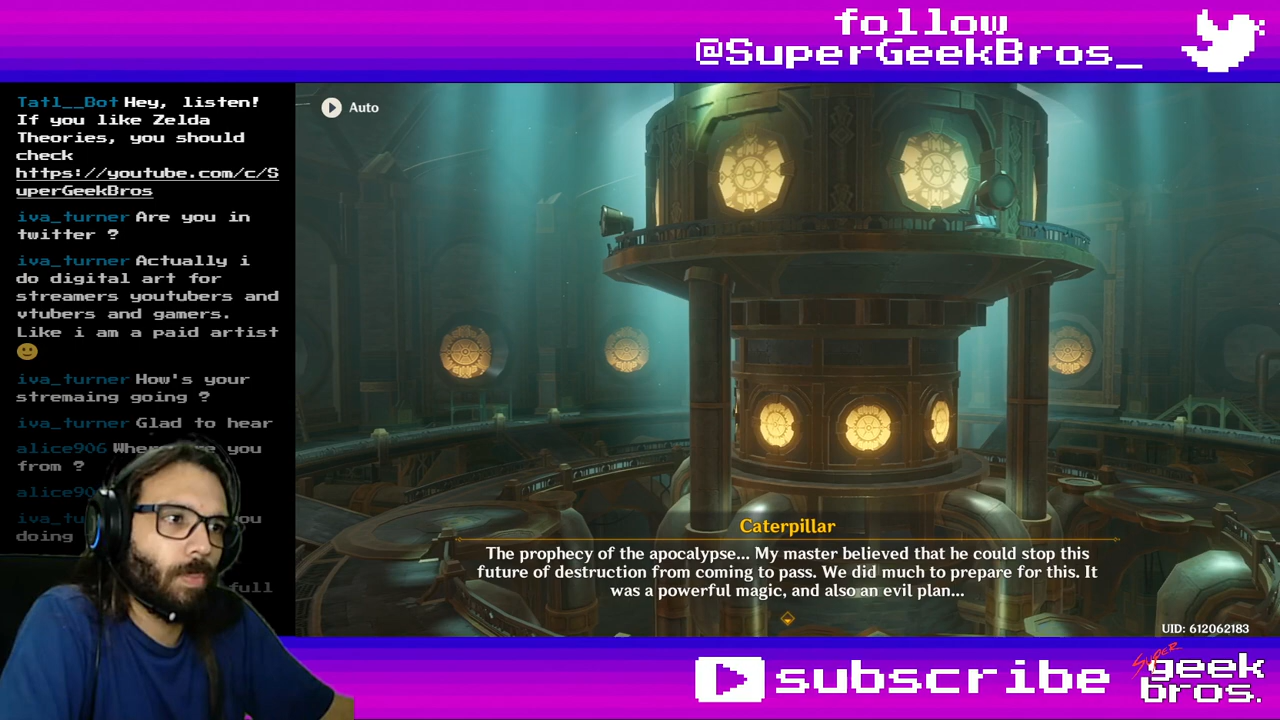 follow
@SuperGeekBros_
Tatl__Bot Hey, listen!
If you like Zelda
Theories, you should
check
https://youtube.com/c/S
uperGeekBros
iva_turner Are you in
twitter ?
iva_turner Actually i
do digital art for
streamers youtubers and
vtubers and gamers.
Like i am a paid artist
iva_turner How's your
stremaing going ?
iva_turner Glad to hear
alice906 you
from ?
doing
full
Auto
Caterpillar
The prophecy of the apocalypse... My master believed that he could stop this
future of destruction from coming to pass. We did much to prepare for this. It
was a powerful magic, and also an evil plan...
UID: 612062183
subscribe
SUPER
geek
bros.